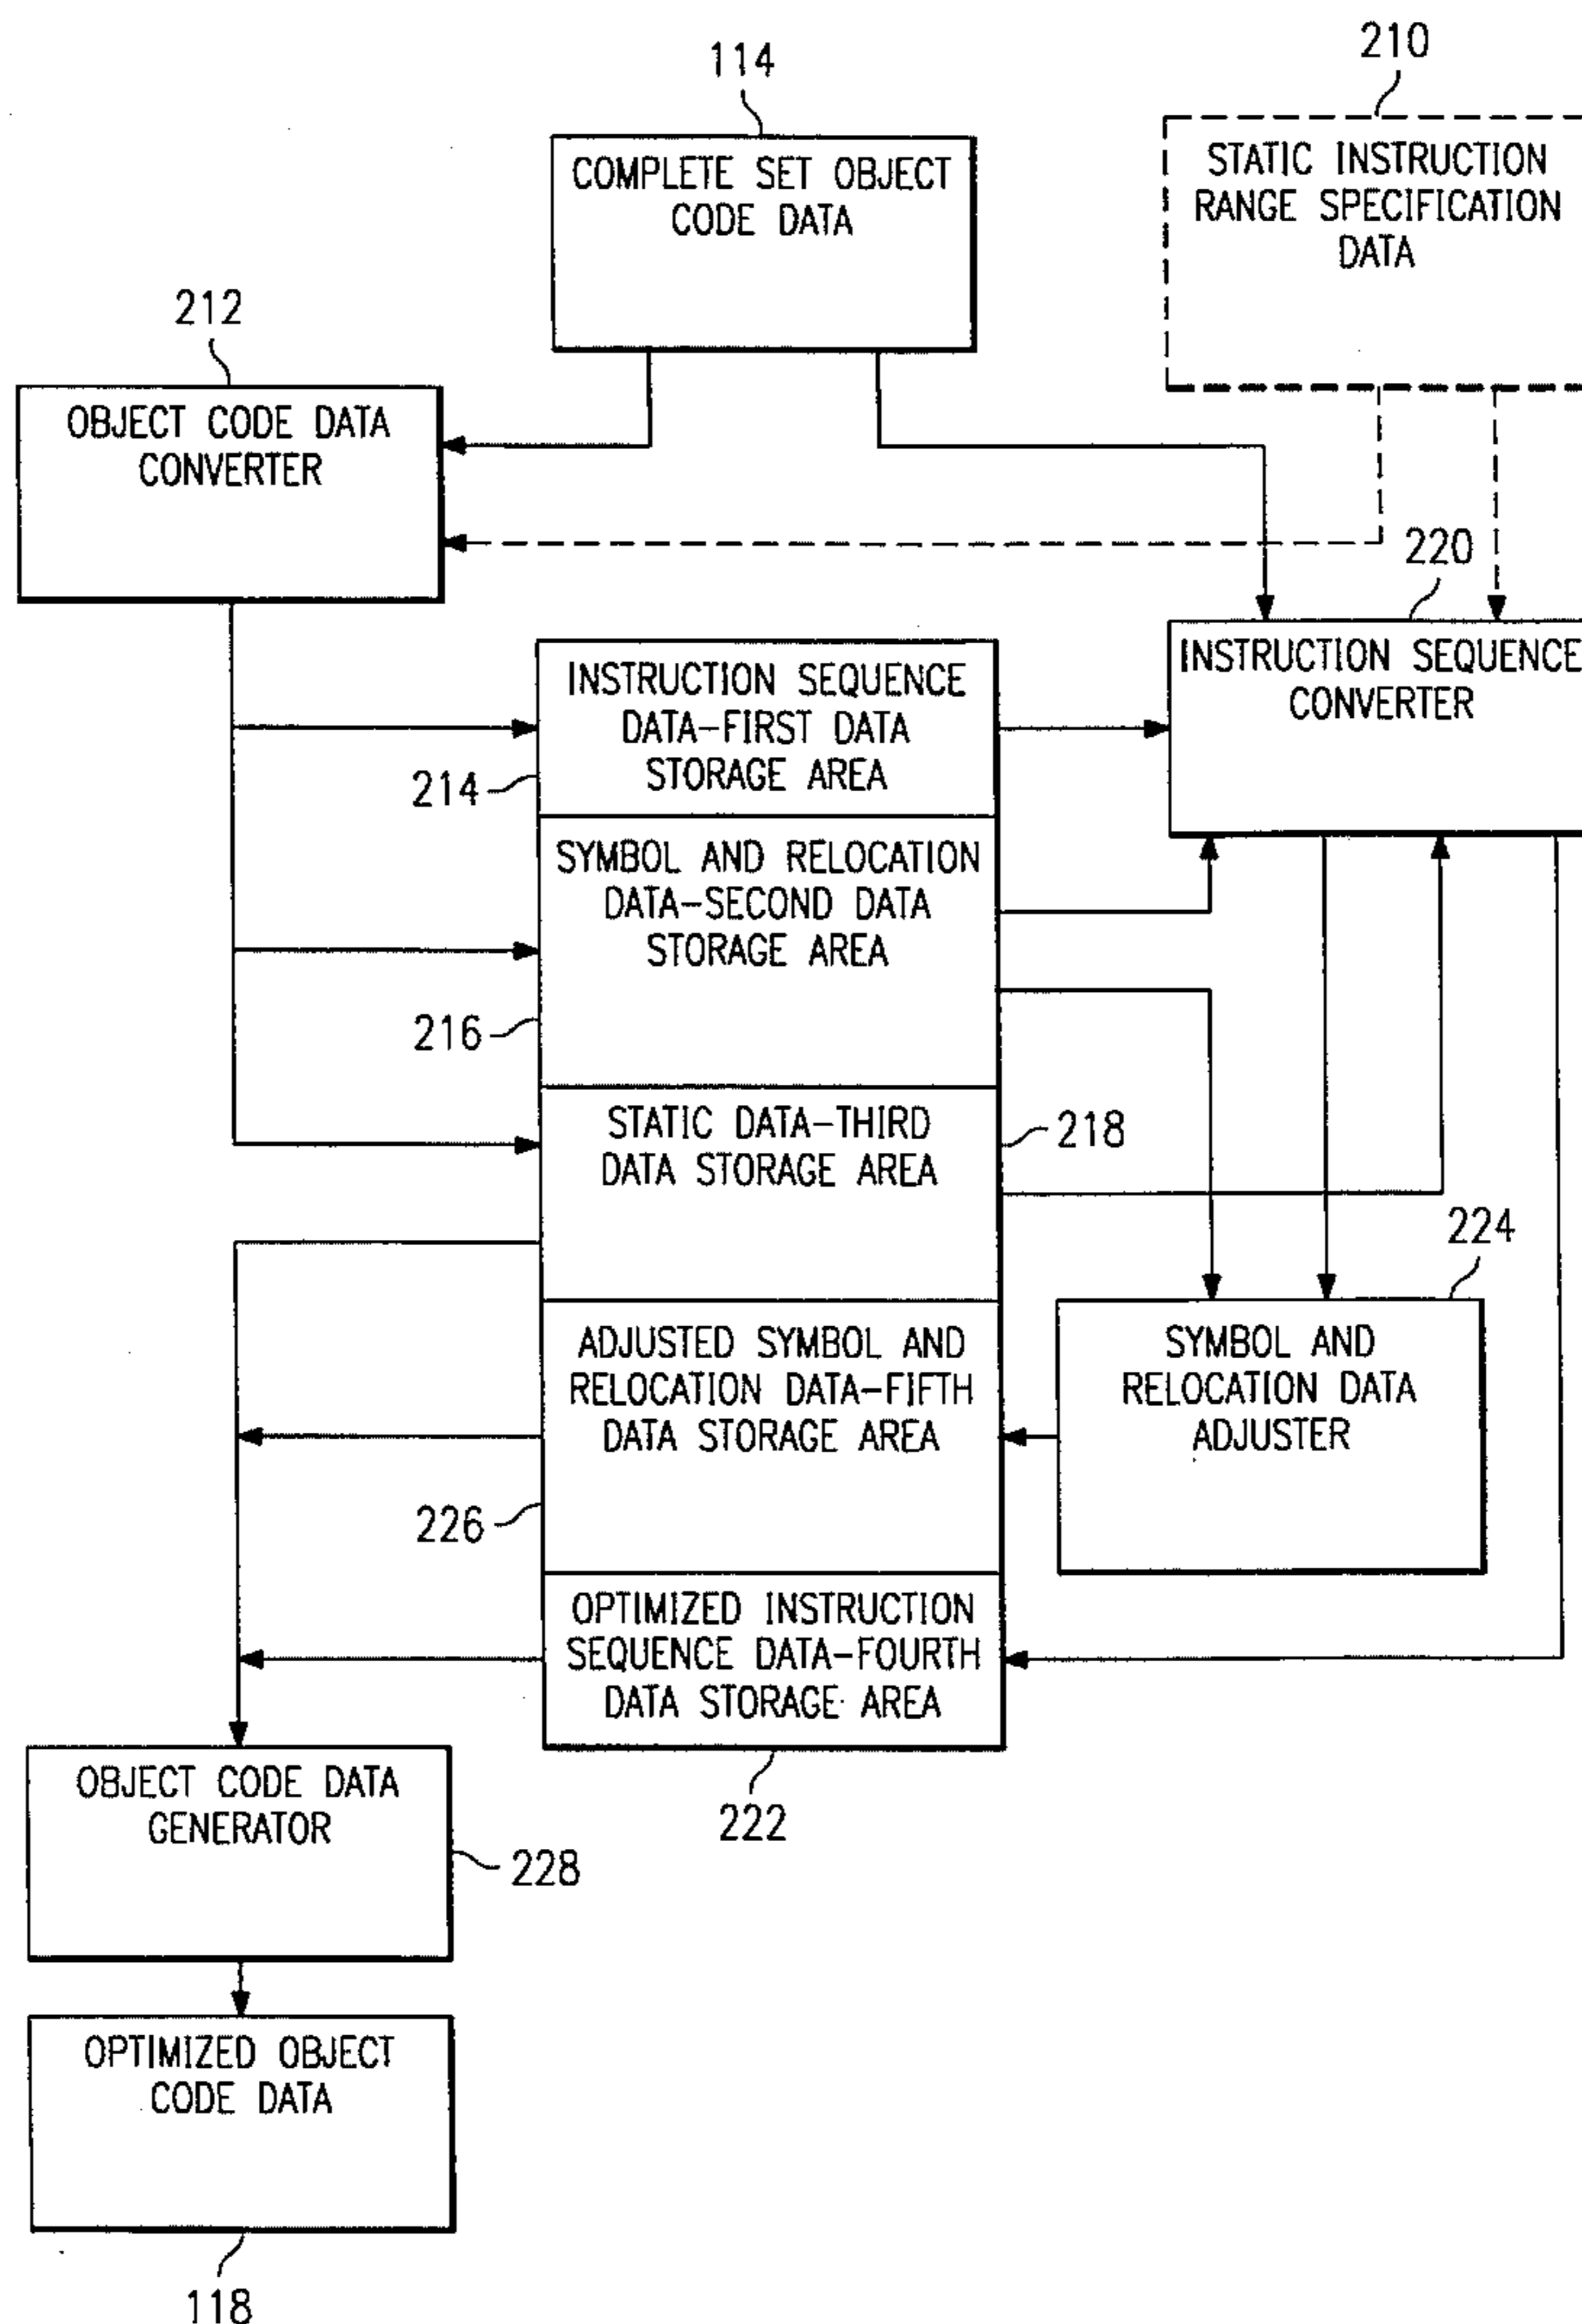 210
114
STATIC INSTRUCTION
RANGE SPECIFICATION
DATA
COMPLETE SET OBJECT
CODE DATA
212
OBJECT CODE DATA
CONVERTER
220
INSTRUCTION SEQUENCE
CONVERTER
INSTRUCTION SEQUENCE
DATA-FIRST DATA
STORAGE AREA
214
SYMBOL AND RELOCATION
DATA-SECOND DATA
STORAGE AREA
216
STATIC DATA-THIRD
DATA STORAGE AREA
218
224
ADJUSTED SYMBOL AND
RELOCATION DATA-FIFTH
DATA STORAGE AREA
226
SYMBOL AND
RELOCATION DATA
ADJUSTER
OPTIMIZED INSTRUCTION
SEQUENCE DATA-FOURTH
DATA STORAGE AREA
222
OBJECT CODE DATA
GENERATOR
228
OPTIMIZED OBJECT
CODE DATA
118